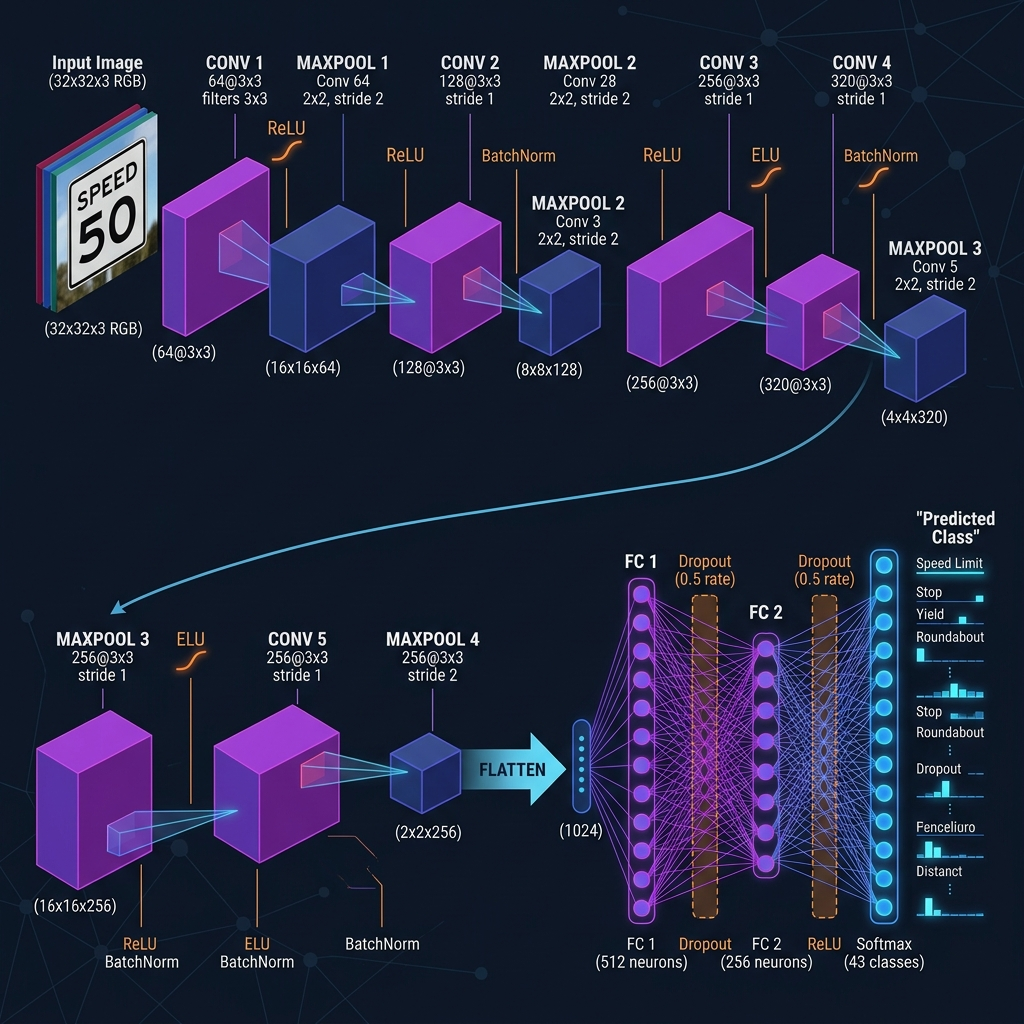 Input Image
(32x32x3 RGB)
CONV 1
64@3x3
filters 3x3
MAXPOOL 1
Conv 64
2x2, stride 2
CONV 2
128@3x3
stride 1
MAXPOOL 2
Conv 28
2x2, stride 2
CONV 3
256@3x3
stride 1
CONV 4
320@3x3
stride 1
ReLU
ReLU
BatchNorm
ReLU
ELU
BatchNorm
MAXPOOL 2
Conv 3
2x2, stride 2
MAXPOOL 3
Conv 5
2x2, stride 2
SPEED
50
(32x32x3 RGB)
(64@3x3)
(16x16x64)
(128@3x3)
(8x8x128)
(256@3x3)
(320@3x3)
(4x4x320)
MAXPOOL 3
256@3x3
stride 1
ELU
CONV 5
256@3x3
stride 1
MAXPOOL 4
256@3x3
stride 2
FLATTEN
(16x16x256)
(2x2x256)
(1024)
ReLU
BatchNorm
ELU
BatchNorm
BatchNorm
FC 1
Dropout
(0.5 rate)
FC 2
Dropout
(0.5 rate)
FC 1
(512 neurons)
Dropout
FC 2
(256 neurons)
ReLU
Softmax
(43 classes)
"Predicted
Class"
Speed Limit
Stop
Yield
Roundabout
Stop
Roundabout
Dropout
Fenceliuro
Distanct